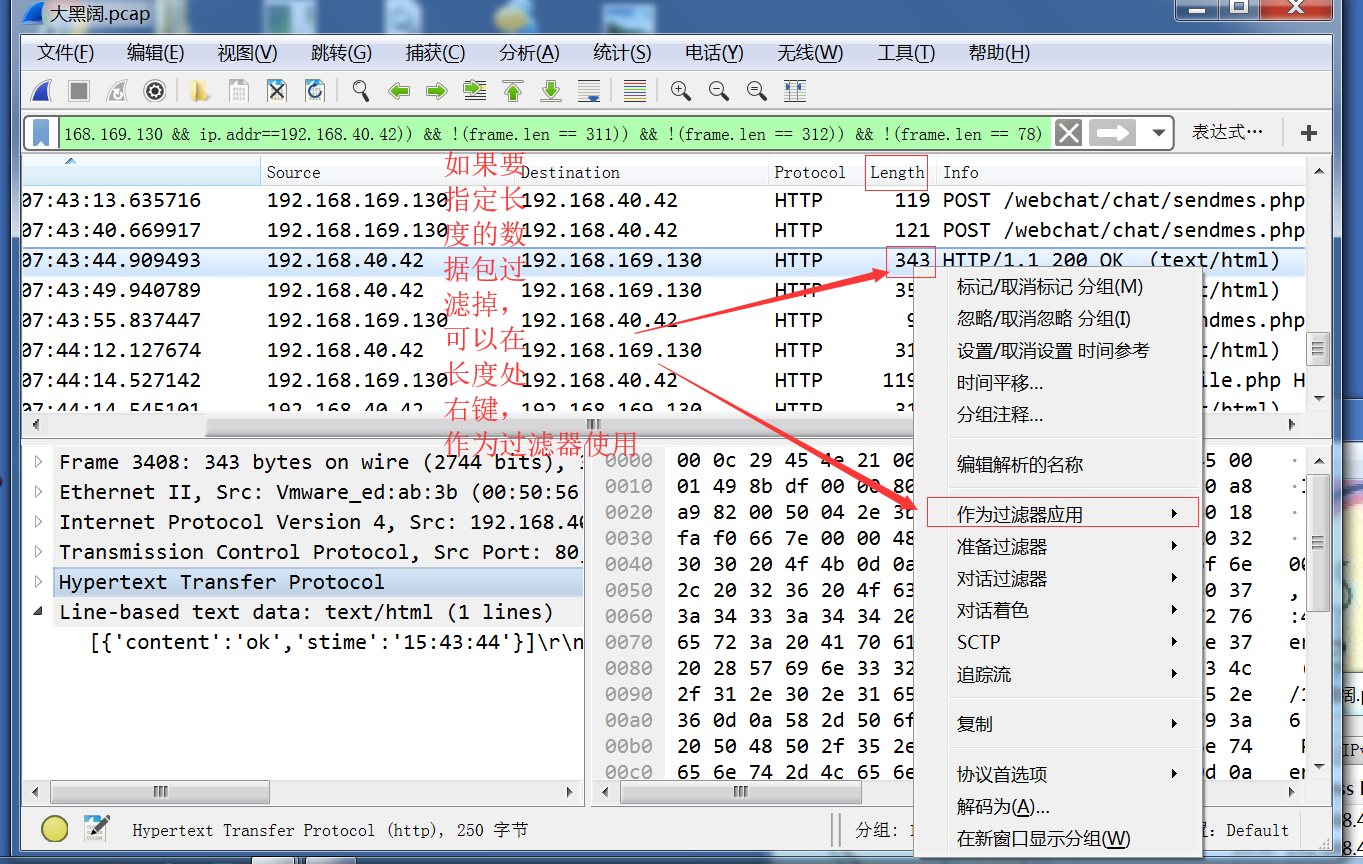 大黑阔.pcap
文件(F) 编辑(E) 视图(V) 跳转(G) 捕获(C) 分析(A) 统计(S) 电话(Y) 无线(W) 工具(T) 帮助(H)
168.169.130 && ip.addr==192.168.40.42)) && !(frame.len == 311)) && !(frame.len == 312)) && !(frame.len == 78) 表达式…
Source Destination Protocol Length Info
07:43:13.635716 192.168.169.130 192.168.40.42 HTTP 119 POST /webchat/chat/sendmes.php
07:43:40.669917 192.168.169.130 192.168.40.42 HTTP 121 POST /webchat/chat/sendmes.php
07:43:44.909493 192.168.40.42 192.168.169.130 HTTP 343 HTTP/1.1 200 OK (text/html)
07:43:49.940789 192.168.40.42 192.168.169.130 HTTP 35 t/html)
07:43:55.837447 192.168.169.130 192.168.40.42 HTTP 9 ndmes.php
07:44:12.127674 192.168.40.42 192.168.169.130 HTTP 31 t/html)
07:44:14.527142 192.168.169.130 192.168.40.42 HTTP 119 ile.php H
07:44:14.545101 192.168.40.42 192.168.169.130 HTTP 31 t/html)
如果要
指定长
度的数
据包过
滤掉，
可以在
长度处
右键，
作为过滤器使用
标记/取消标记 分组(M)
忽略/取消忽略 分组(I)
设置/取消设置 时间参考
时间平移...
分组注释...
编辑解析的名称
作为过滤器应用
准备过滤器
对话过滤器
对话着色
SCTP
追踪流
复制
协议首选项
解码为(A)...
在新窗口显示分组(W)
Frame 3408: 343 bytes on wire (2744 bits),
Ethernet II, Src: Vmware_ed:ab:3b (00:50:56
Internet Protocol Version 4, Src: 192.168.40
Transmission Control Protocol, Src Port: 80
Hypertext Transfer Protocol
Line-based text data: text/html (1 lines)
[{'content':'ok','stime':'15:43:44'}]\r\n
0000 00 0c 29 45 4e 21 00 45 00
0010 01 49 8b df 00 00 80 0 a8
0020 a9 82 00 50 04 2e 3b 0 18
0030 fa f0 66 7e 00 00 48 0 32
0040 30 30 20 4f 4b 0d 0a f 6e
0050 2c 20 32 36 20 4f 63 0 37 ,
0060 3a 34 33 3a 34 34 20 2 76 :4
0070 65 72 3a 20 41 70 61 e 37 er
0080 20 28 57 69 6e 33 32 3 4c
0090 2f 31 2e 30 2e 31 65 5 2e /1
00a0 36 0d 0a 58 2d 50 6f 3a 6
00b0 20 50 48 50 2f 35 2e e 74
00c0 65 6e 74 2d 4c 65 6e d 0a en
Hypertext Transfer Protocol (http), 250 字节 分组: : Default